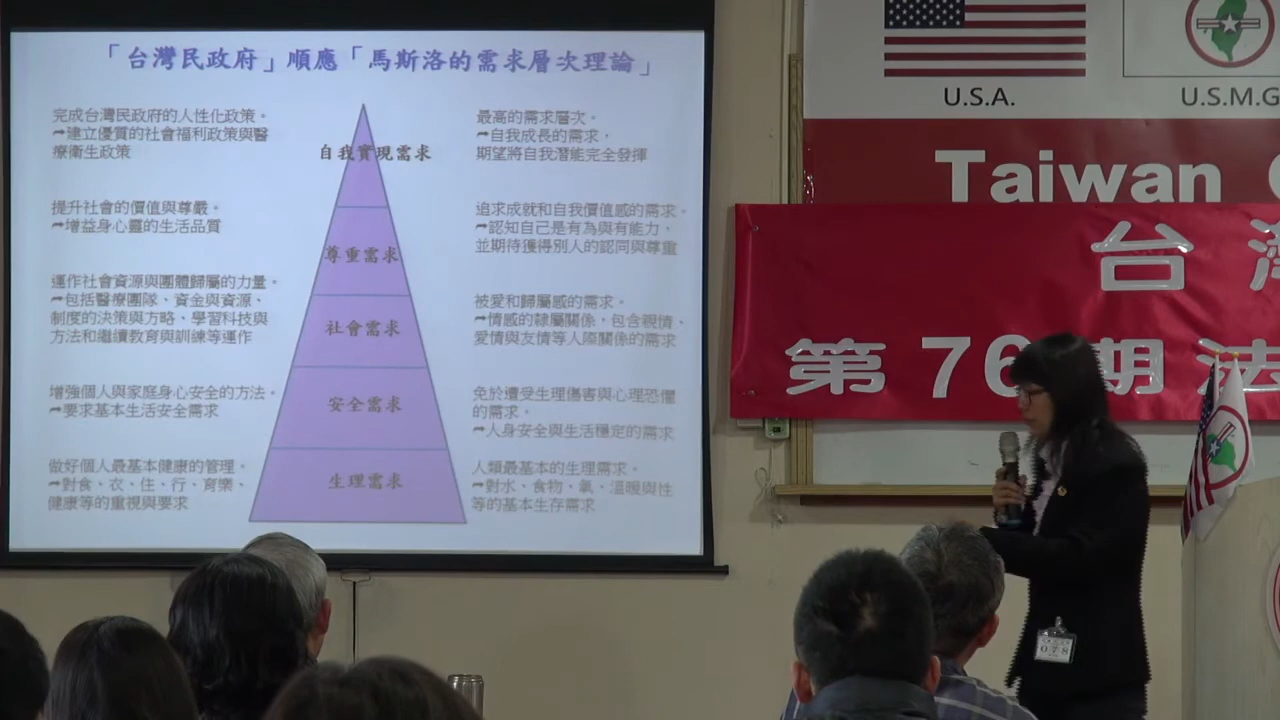 「台灣民政府」順應「馬斯洛的需求層次理論」
完成台灣民政府的人性化政策。
➡建立優質的社會福利政策與醫
療衛生政策
自我實現需求
最高的需求層次。
➡自我成長的需求,
期望將自我潛能完全發揮
提升社會的價值與尊嚴。
➡增益身心靈的生活品質
尊重需求
追求成就和自我價值感的需求。
➡認知自己是有為與有能力,
並期待獲得別人的認同與尊重
運作社會資源與團體歸屬的力量。
➡包括醫療團隊、資金與資源、
制度的決策與方略、學習科技與
方法和繼續教育與訓練等運作
社會需求
被愛和歸屬感的需求。
➡情感的隸屬關係,包含親情、
愛情與友情等人際關係的需求
增強個人與家庭身心安全的方法。
➡要求基本生活安全需求
安全需求
免於遭受生理傷害與心理恐懼
的需求。
➡人身安全與生活穩定的需求
做好個人最基本健康的管理。
➡對食、衣、住、行、育樂、
健康等的重視與要求
生理需求
人類最基本的生理需求。
➡對水、食物、氧、溫暖與性
等的基本生存需求
U.S.A.
U.S.M.G
Taiwan
台
第76期法
078